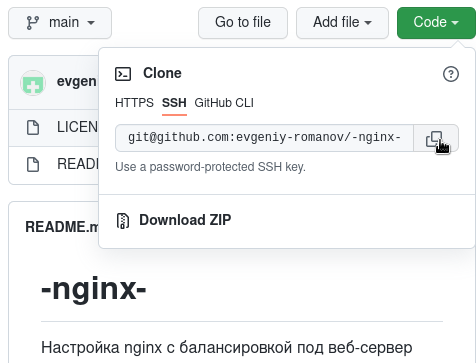 main
Go to file
Add file
Code
evgen
Clone
LICEN
HTTPS SSH GitHub CLI
git@github.com:evgeniy-romanov/-nginx-
READ
Use a password-protected SSH key.
Download ZIP
README.m
-nginx-
Настройка nginx с балансировкой под веб-сервер